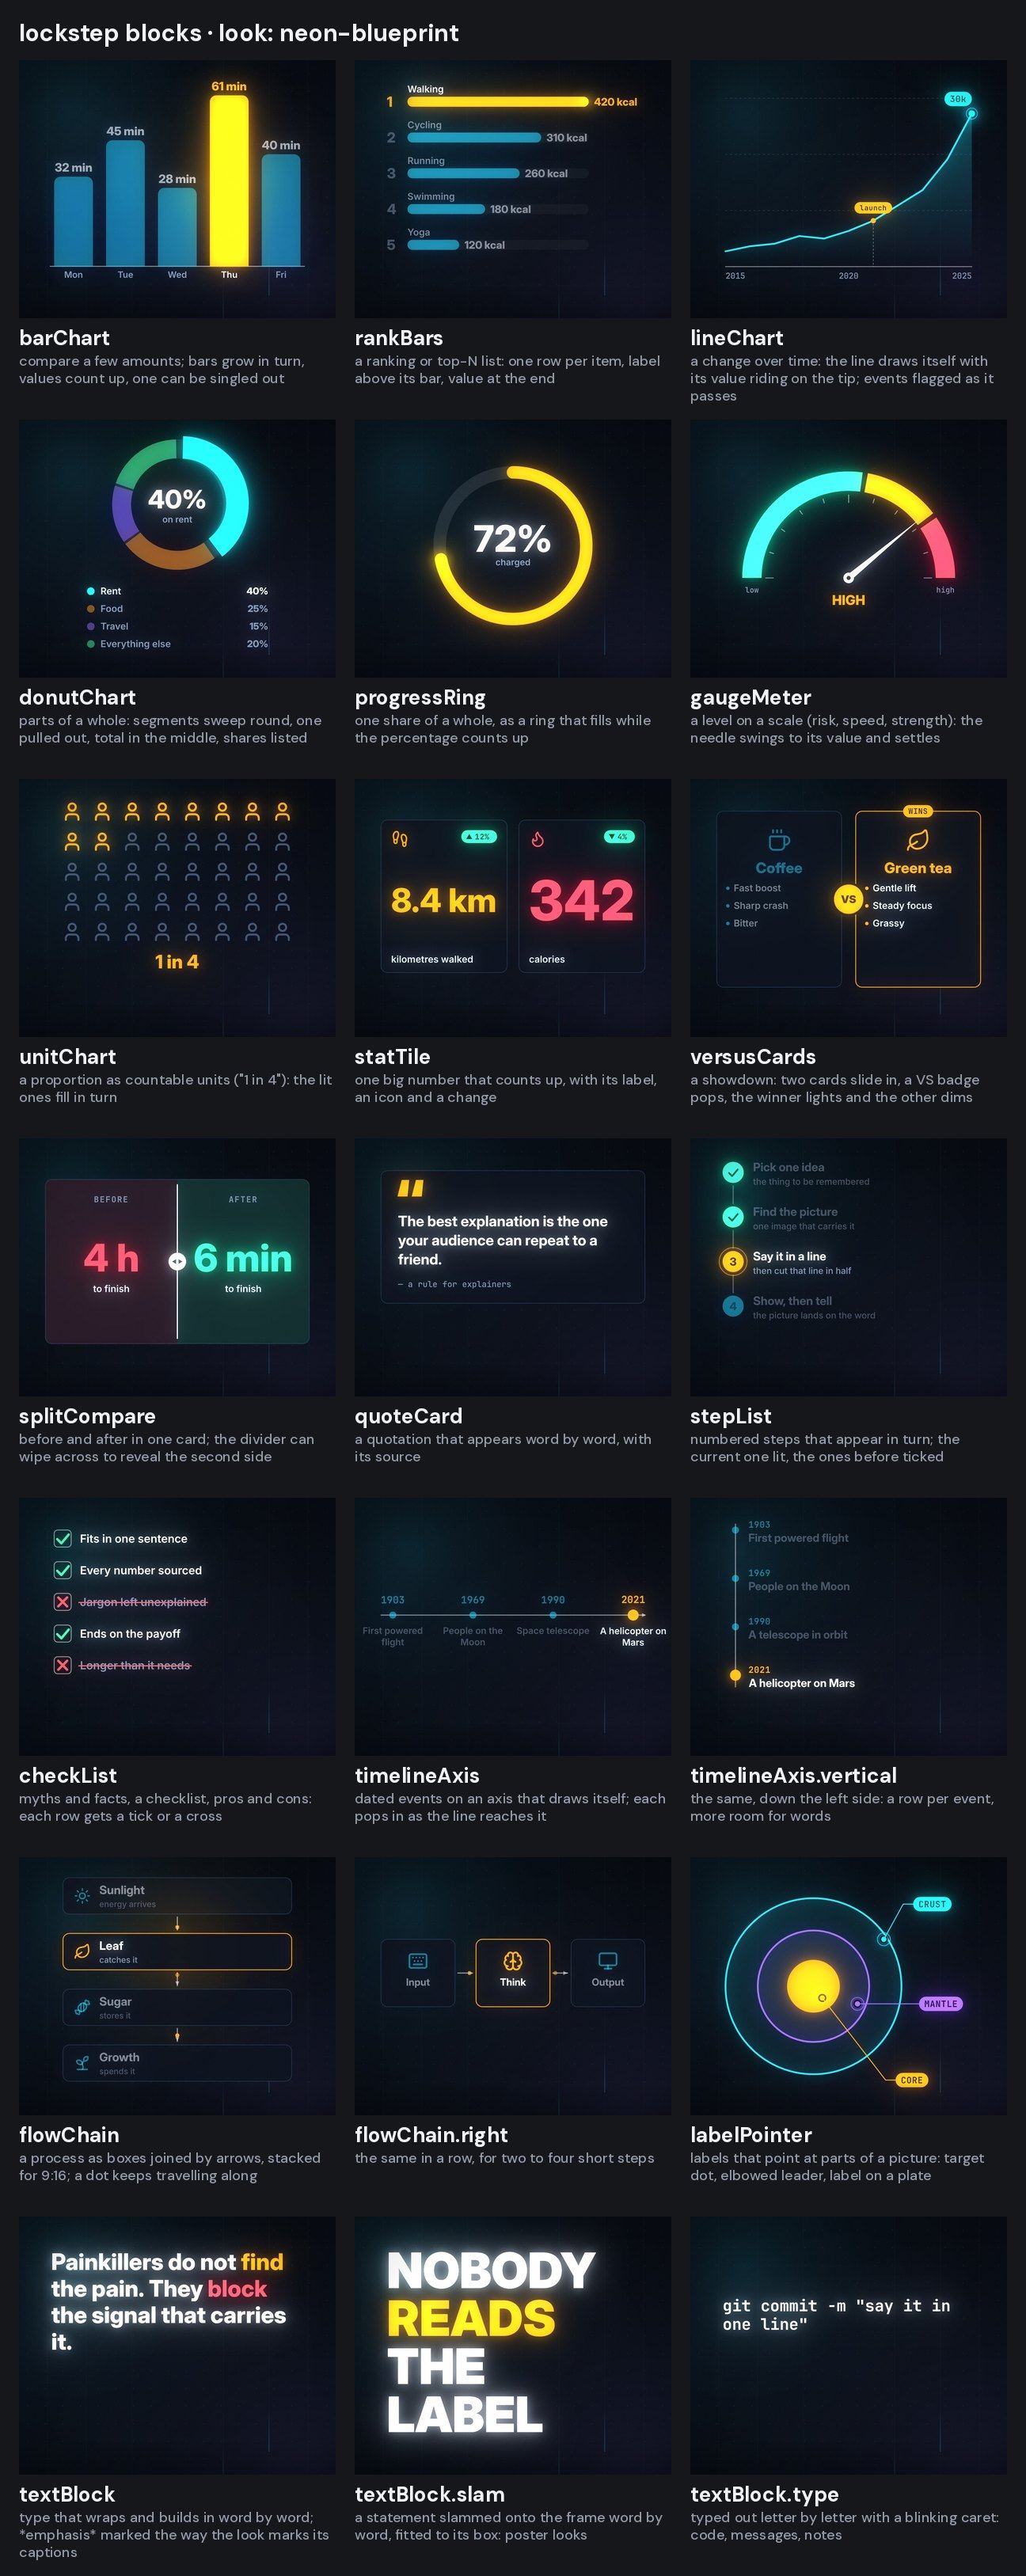 lockstep blocks · look: neon-blueprint
61 min
45 min
40 min
32 min
28 min
Mon Tue Wed Thu Fri
Walking
1 420 kcal
Cycling
2 310 kcal
Running
3 260 kcal
Swimming
4 180 kcal
Yoga
5 120 kcal
30k
launch
2015 2020 2025
barChart
compare a few amounts; bars grow in turn,
values count up, one can be singled out
rankBars
a ranking or top-N list: one row per item, label
above its bar, value at the end
lineChart
a change over time: the line draws itself with
its value riding on the tip; events flagged as it
passes
40%
on rent
Rent 40%
Food 25%
Travel 15%
Everything else 20%
72%
charged
low high
HIGH
donutChart
parts of a whole: segments sweep round, one
pulled out, total in the middle, shares listed
progressRing
one share of a whole, as a ring that fills while
the percentage counts up
gaugeMeter
a level on a scale (risk, speed, strength): the
needle swings to its value and settles
1 in 4
▲ 12%
8.4 km
kilometres walked
▼ 4%
342
calories
Coffee
• Fast boost
• Sharp crash
• Bitter
VS
WINS
Green tea
• Gentle lift
• Steady focus
• Grassy
unitChart
a proportion as countable units ("1 in 4"): the lit
ones fill in turn
statTile
one big number that counts up, with its label,
an icon and a change
versusCards
a showdown: two cards slide in, a VS badge
pops, the winner lights and the other dims
BEFORE
4 h
to finish
AFTER
6 min
to finish
"
The best explanation is the one
your audience can repeat to a
friend.
— a rule for explainers
Pick one idea
the thing to be remembered
Find the picture
one image that carries it
3 Say it in a line
then cut that line in half
4 Show, then tell
the picture lands on the word
splitCompare
before and after in one card; the divider can
wipe across to reveal the second side
quoteCard
a quotation that appears word by word, with
its source
stepList
numbered steps that appear in turn; the
current one lit, the ones before ticked
Fits in one sentence
Every number sourced
Jargon left unexplained
Ends on the payoff
Longer than it needs
1903 1969 1990 2021
First powered flight
People on the Moon
Space telescope
A helicopter on Mars
1903
First powered flight
1969
People on the Moon
1990
A telescope in orbit
2021
A helicopter on Mars
checkList
myths and facts, a checklist, pros and cons:
each row gets a tick or a cross
timelineAxis
dated events on an axis that draws itself; each
pops in as the line reaches it
timelineAxis.vertical
the same, down the left side: a row per event,
more room for words
Sunlight
energy arrives
Leaf
catches it
Sugar
stores it
Growth
spends it
Input Think Output
CRUST
MANTLE
CORE
flowChain
a process as boxes joined by arrows, stacked
for 9:16; a dot keeps travelling along
flowChain.right
the same in a row, for two to four short steps
labelPointer
labels that point at parts of a picture: target
dot, elbowed leader, label on a plate
Painkillers do not find
the pain. They block
the signal that carries
it.
NOBODY
READS
THE
LABEL
git commit -m "say it in
one line"
textBlock
type that wraps and builds in word by word;
*emphasis* marked the way the look marks its
captions
textBlock.slam
a statement slammed onto the frame word by
word, fitted to its box: poster looks
textBlock.type
typed out letter by letter with a blinking caret:
code, messages, notes